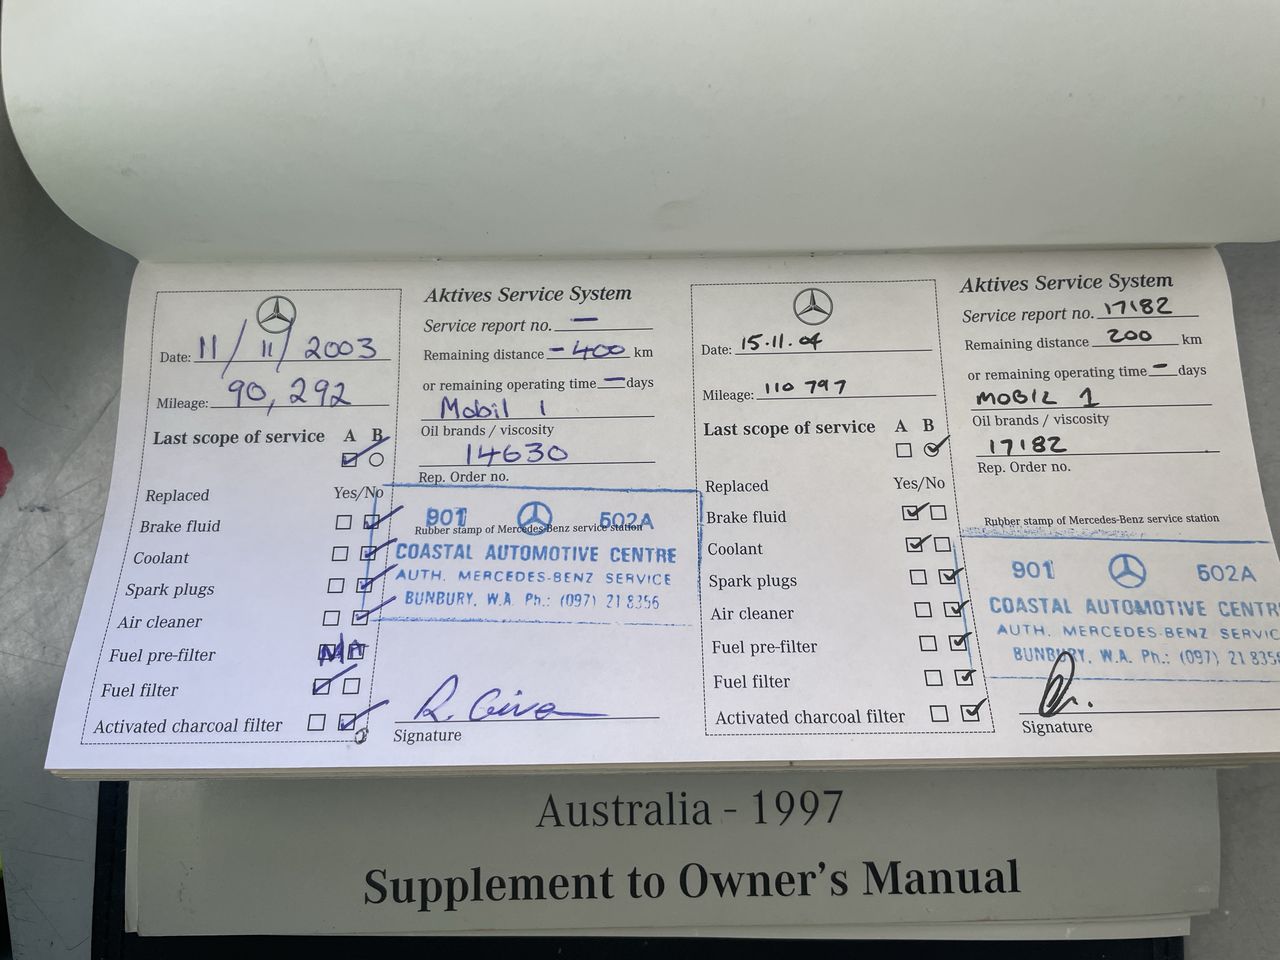 Date: 11/11/2003
Mileage: 90,292
Last scope of service A B
Replaced Yes/No
Brake fluid
Coolant
Spark plugs
Air cleaner
Fuel pre-filter
Fuel filter
Activated charcoal filter
Aktives Service System
Service report no. —
Remaining distance -400 km
or remaining operating time — days
Mobil 1
Oil brands / viscosity
14630
Rep. Order no.
901 502A
Rubber stamp of Mercedes-Benz service station
COASTAL AUTOMOTIVE CENTRE
AUTH. MERCEDES-BENZ SERVICE
BUNBURY, W.A. Ph.: (097) 21 8356
Signature
Date: 15.11.04
Mileage: 110 797
Last scope of service A B
Replaced Yes/No
Brake fluid
Coolant
Spark plugs
Air cleaner
Fuel pre-filter
Fuel filter
Activated charcoal filter
Aktives Service System
Service report no. 17182
Remaining distance 200 km
or remaining operating time - days
MOBIL 1
Oil brands / viscosity
17182
Rep. Order no.
Rubber stamp of Mercedes-Benz service station
901 502A
COASTAL AUTOMOTIVE CENTR
AUTH. MERCEDES-BENZ SERVIC
BUNBURY, W.A. Ph.: (097) 21 8356
Signature
Australia - 1997
Supplement to Owner's Manual